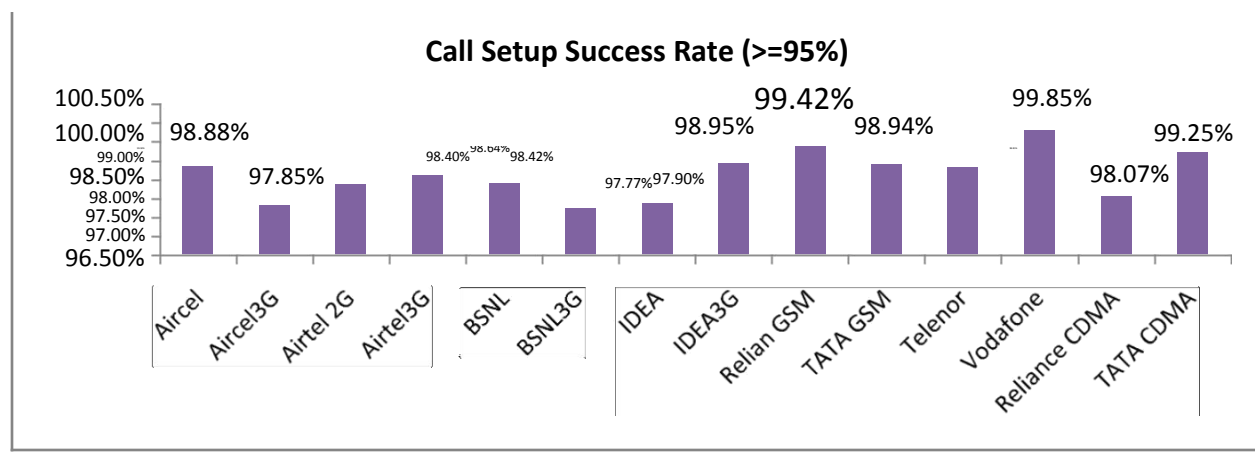 Call Setup Success Rate (>=95%)
100.50%
100.00%
99.00%
98.50%
98.00%
97.50%
97.00%
96.50%
98.88%
97.85%
98.40%
98.64%
98.42%
97.77%
97.90%
98.95%
99.42%
98.94%
99.85%
98.07%
99.25%
Aircel
Aircel3G
Airtel 2G
Airtel3G
BSNL
BSNL3G
IDEA
IDEA3G
Relian GSM
TATA GSM
Telenor
Vodafone
Reliance CDMA
TATA CDMA